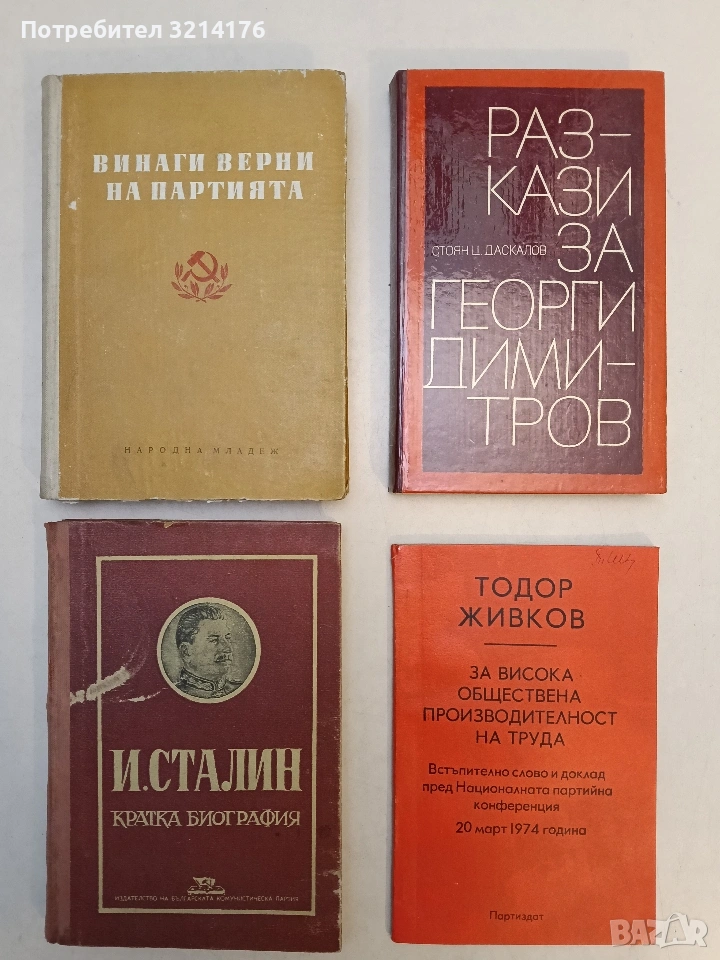 Потребител 3214176
ВИНАГИ ВЕРНИ
НА ПАРТИЯТА
НАРОДНА МЛАДЕЖ
РАЗ-
КАЗИ
СТОЯН Ц. ДАСКАЛОВ
ЗА
ГЕОРГИ
ДИМИ-
ТРОВ
И. СТАЛИН
КРАТКА БИОГРАФИЯ
ИЗДАТЕЛСТВО НА БЪЛГАРСКАТА КОМУНИСТИЧЕСКА ПАРТИЯ
ТОДОР
ЖИВКОВ
ЗА ВИСОКА
ОБЩЕСТВЕНА
ПРОИЗВОДИТЕЛНОСТ
НА ТРУДА
Встъпително слово и доклад
пред Националната партийна
конференция
20 март 1974 година
Партиздат
BAZAR